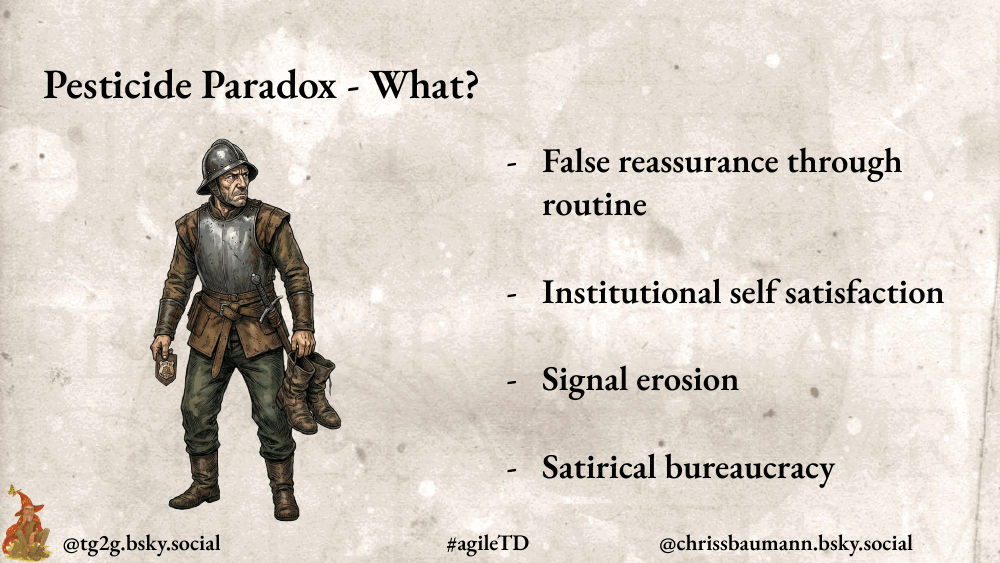 Pesticide Paradox - What?
- False reassurance through
routine
- Institutional self satisfaction
- Signal erosion
- Satirical bureaucracy
@tg2g.bsky.social
#agileTD
@chrissbaumann.bsky.social